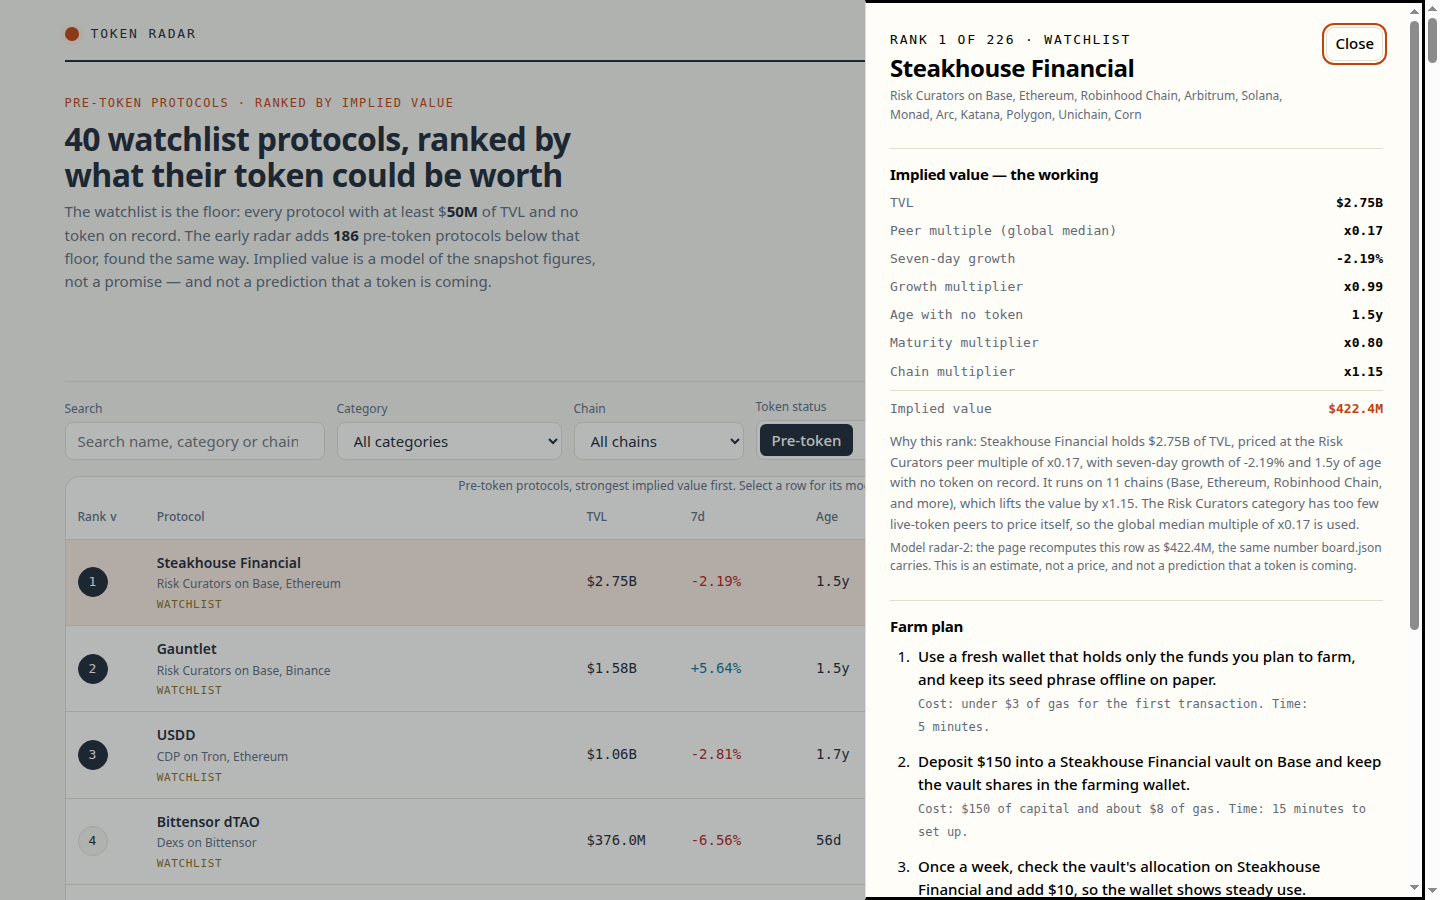 TOKEN RADAR
PRE-TOKEN PROTOCOLS · RANKED BY IMPLIED VALUE
40 watchlist protocols, ranked by
what their token could be worth
The watchlist is the floor: every protocol with at least $50M of TVL and no
token on record. The early radar adds 186 pre-token protocols below that
floor, found the same way. Implied value is a model of the snapshot figures,
not a promise — and not a prediction that a token is coming.
Search
Category
Chain
Token status
Search name, category or chain
All categories
All chains
Pre-token
Pre-token protocols, strongest implied value first. Select a row for its mo
Rank v
Protocol
TVL
7d
Age
1
Steakhouse Financial
Risk Curators on Base, Ethereum
WATCHLIST
$2.75B
-2.19%
1.5y
2
Gauntlet
Risk Curators on Base, Binance
WATCHLIST
$1.58B
+5.64%
1.5y
3
USDD
CDP on Tron, Ethereum
WATCHLIST
$1.06B
-2.81%
1.7y
4
Bittensor dTAO
Dexs on Bittensor
WATCHLIST
$376.0M
-6.56%
56d
RANK 1 OF 226 · WATCHLIST
Close
Steakhouse Financial
Risk Curators on Base, Ethereum, Robinhood Chain, Arbitrum, Solana,
Monad, Arc, Katana, Polygon, Unichain, Corn
Implied value — the working
TVL $2.75B
Peer multiple (global median) x0.17
Seven-day growth -2.19%
Growth multiplier x0.99
Age with no token 1.5y
Maturity multiplier x0.80
Chain multiplier x1.15
Implied value $422.4M
Why this rank: Steakhouse Financial holds $2.75B of TVL, priced at the Risk
Curators peer multiple of x0.17, with seven-day growth of -2.19% and 1.5y of age
with no token on record. It runs on 11 chains (Base, Ethereum, Robinhood Chain,
and more), which lifts the value by x1.15. The Risk Curators category has too few
live-token peers to price itself, so the global median multiple of x0.17 is used.
Model radar-2: the page recomputes this row as $422.4M, the same number board.json
carries. This is an estimate, not a price, and not a prediction that a token is coming.
Farm plan
1. Use a fresh wallet that holds only the funds you plan to farm,
and keep its seed phrase offline on paper.
Cost: under $3 of gas for the first transaction. Time:
5 minutes.
2. Deposit $150 into a Steakhouse Financial vault on Base and keep
the vault shares in the farming wallet.
Cost: $150 of capital and about $8 of gas. Time: 15 minutes to
set up.
3. Once a week, check the vault's allocation on Steakhouse
Financial and add $10, so the wallet shows steady use.